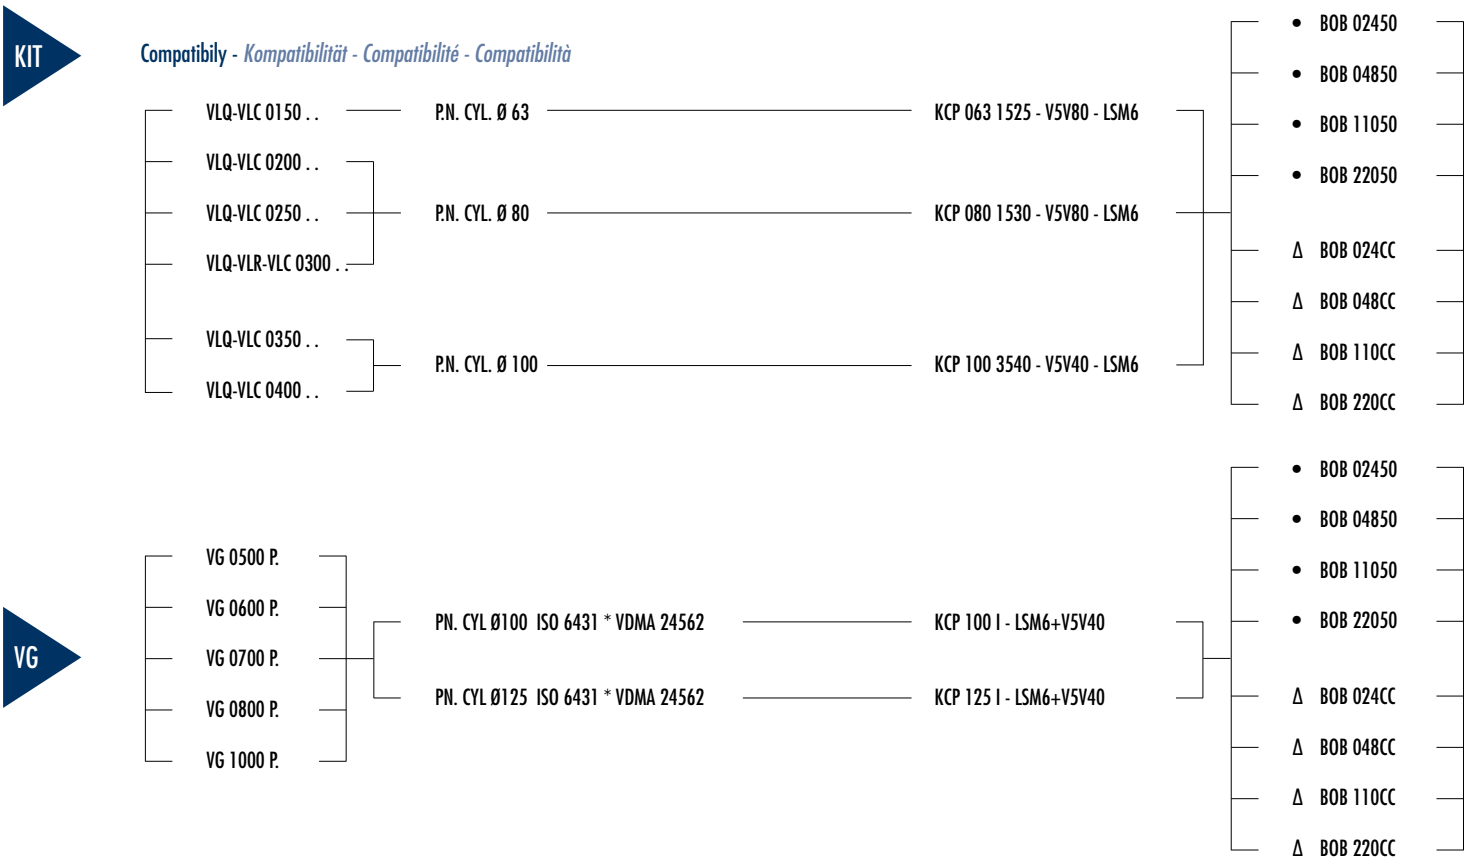 KIT
Compatibily - Kompatibilität - Compatibilité - Compatibilità
VLQ-VLC 0150 . .
P.N. CYL. Ø 63
KCP 063 1525 - V5V80 - LSM6
VLQ-VLC 0200 . .
VLQ-VLC 0250 . .
P.N. CYL. Ø 80
KCP 080 1530 - V5V80 - LSM6
VLQ-VLR-VLC 0300 . .
VLQ-VLC 0350 . .
P.N. CYL. Ø 100
KCP 100 3540 - V5V40 - LSM6
VLQ-VLC 0400 . .
• BOB 02450
• BOB 04850
• BOB 11050
• BOB 22050
Δ BOB 024CC
Δ BOB 048CC
Δ BOB 110CC
Δ BOB 220CC
VG
VG 0500 P.
VG 0600 P.
VG 0700 P.
VG 0800 P.
VG 1000 P.
PN. CYL Ø100 ISO 6431 * VDMA 24562
KCP 100 I - LSM6+V5V40
PN. CYL Ø125 ISO 6431 * VDMA 24562
KCP 125 I - LSM6+V5V40
• BOB 02450
• BOB 04850
• BOB 11050
• BOB 22050
Δ BOB 024CC
Δ BOB 048CC
Δ BOB 110CC
Δ BOB 220CC